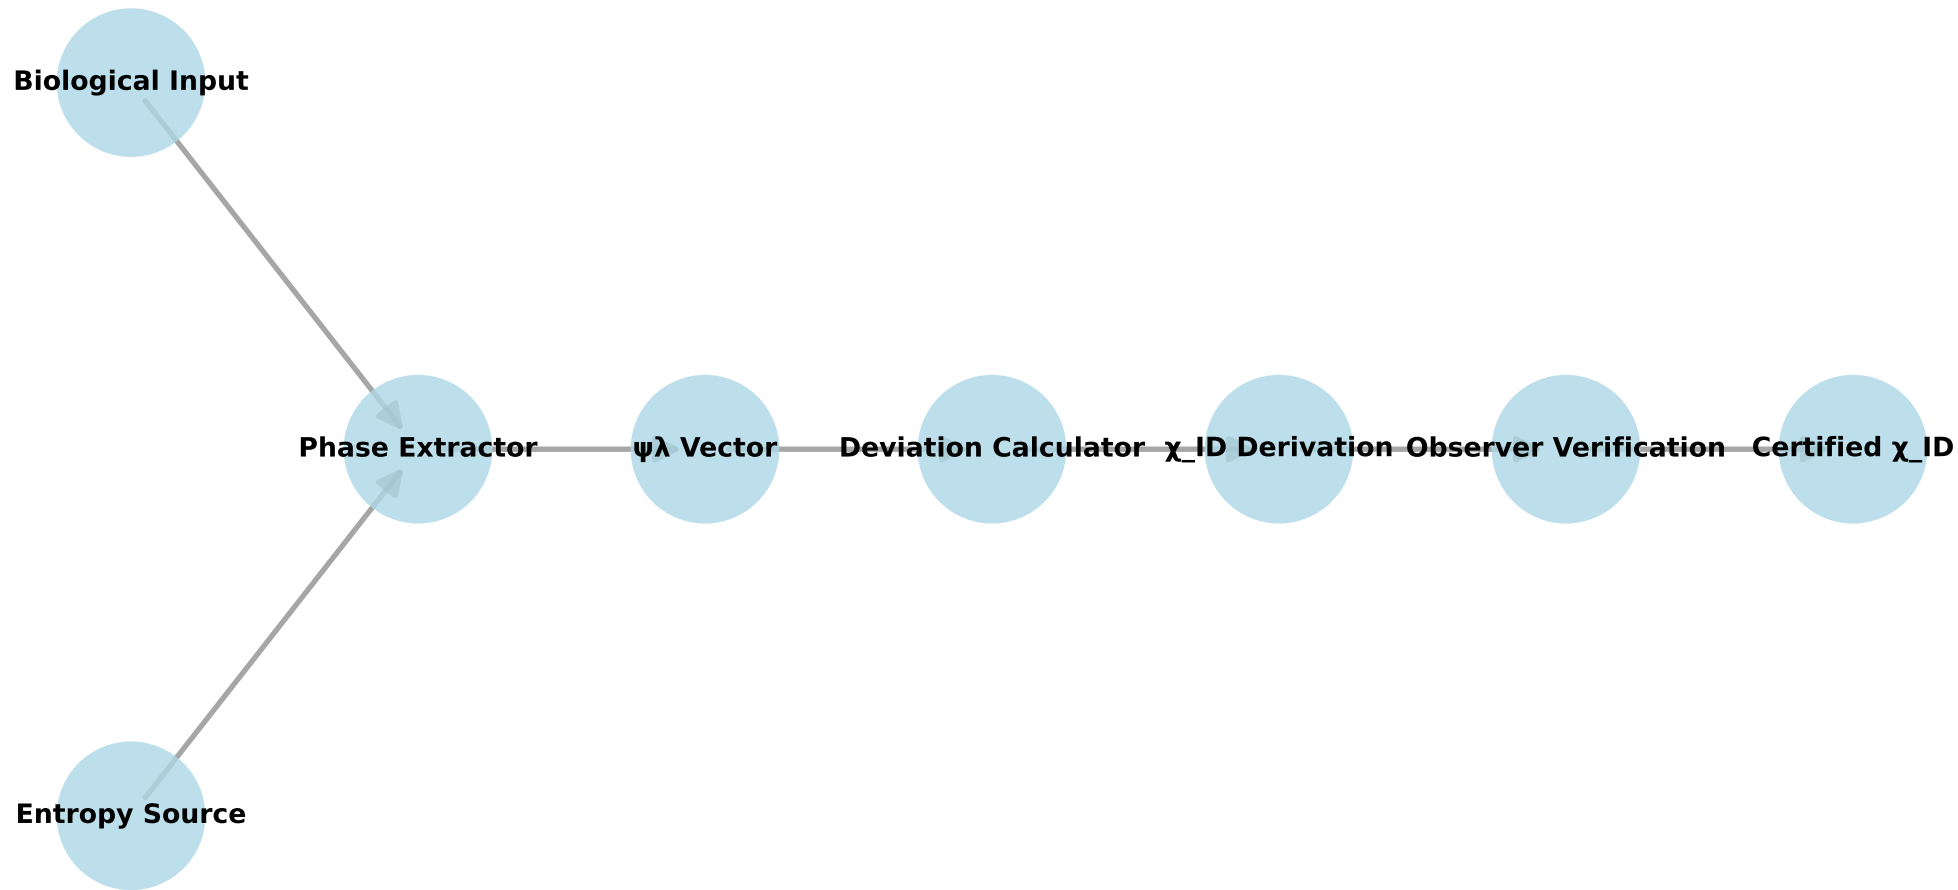 Biological Input
Phase Extractor
ψλ Vector
Deviation Calculator
χ_ID Derivation
Observer Verification
Certified χ_ID
Entropy Source